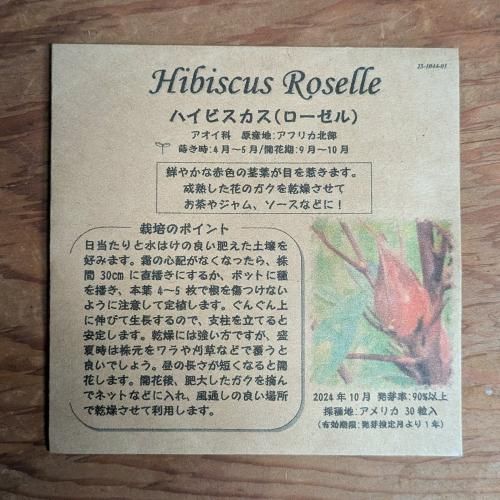 23-1044-03
Hibiscus Roselle
ハイビスカス(ローゼル)
アオイ科 原産地:アフリカ北部
蒔き時:4月~5月/開花期:9月~10月
鮮やかな赤色の茎葉が目を惹きます。
成熟した花のガクを乾燥させて
お茶やジャム、ソースなどに!
栽培のポイント
日当たりと水はけの良い肥えた土壌を
好みます。霜の心配がなくなったら、株
間30cmに直播きにするか、ポットに種
を播き、本葉4~5枚で根を傷つけない
ように注意して定植します。ぐんぐん上
に伸びて生長するので、支柱を立てると
安定します。乾燥には強い方ですが、盛
夏時は株元をワラや刈草などで覆うと
良いでしょう。昼の長さが短くなると開
花します。開花後、肥大したガクを摘ん
でネットなどに入れ、風通しの良い場所
で乾燥させて利用します。
2024年10月 発芽率:90%以上
採種地:アメリカ 30粒入
(有効期限:発芽検定月より1年)